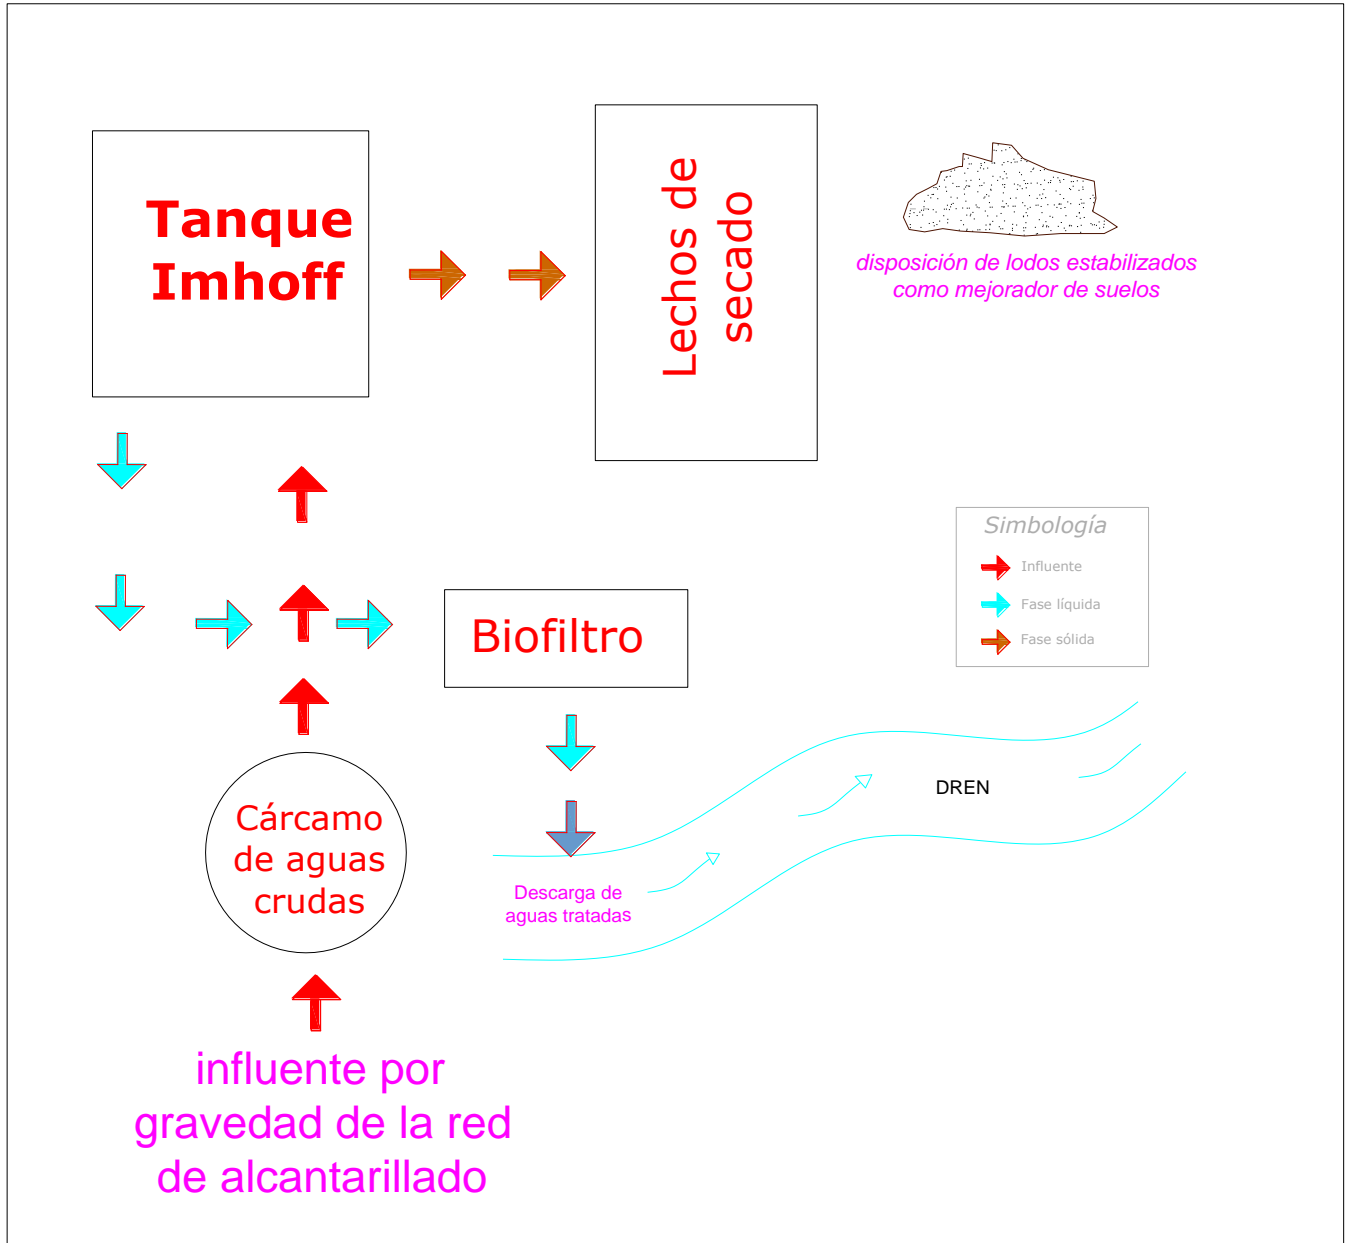 Tanque
Imhoff
Lechos de
secado
disposición de lodos estabilizados
como mejorador de suelos
Simbología
Influente
Fase líquida
Fase sólida
Biofiltro
DREN
Cárcamo
de aguas
crudas
Descarga de
aguas tratadas
influente por
gravedad de la red
de alcantarillado